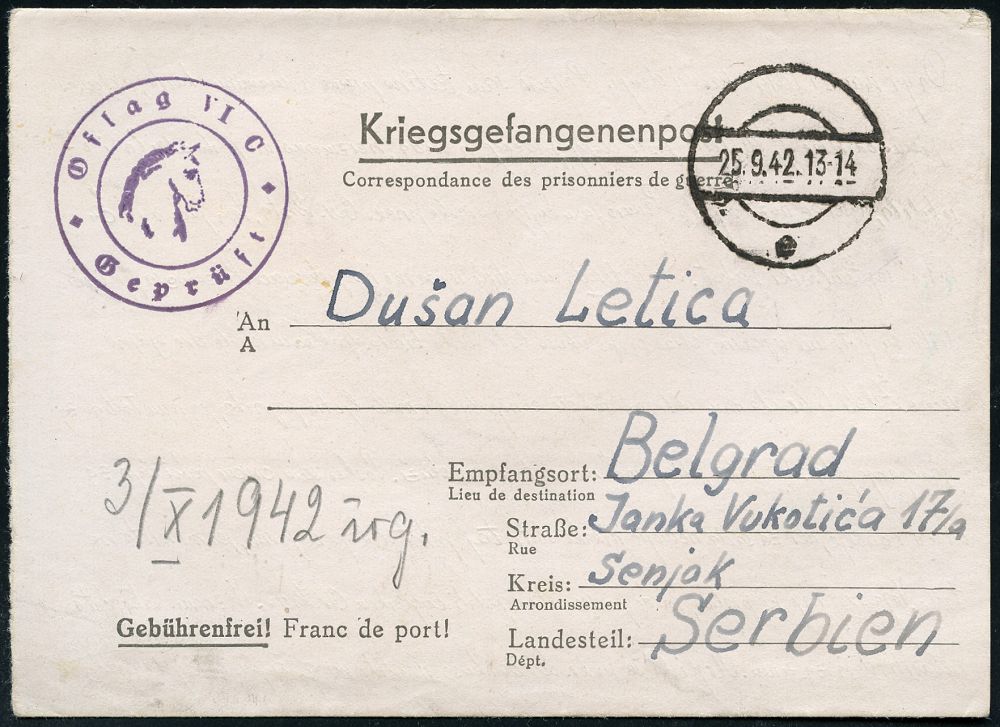 Oflag VI C
Geprüft
Kriegsgefangenenpost
Correspondance des prisonniers de guerre
25.9.42.13-14
e
An Dušan Letica
A
Empfangsort: Belgrad
Lieu de destination
Straße: Janka Vukotića 17/a
Rue
Kreis: Senjak
Arrondissement
Landesteil: Serbien
Dépt.
3/X 1942
Gebührenfrei! Franc de port!